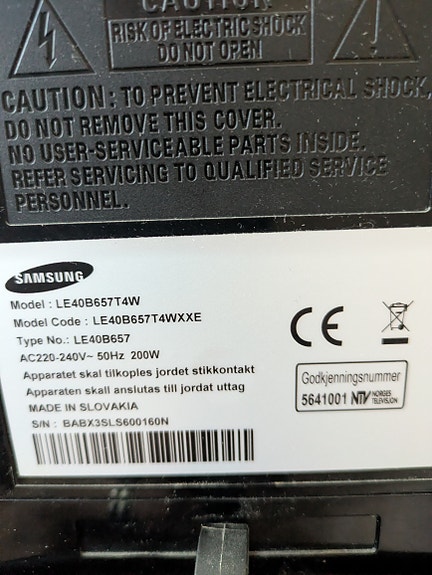 CAUTION
RISK OF ELECTRIC SHOCK
DO NOT OPEN
CAUTION : TO PREVENT ELECTRICAL SHOCK,
DO NOT REMOVE THIS COVER.
NO USER-SERVICEABLE PARTS INSIDE.
REFER SERVICING TO QUALIFIED SERVICE
PERSONNEL.
SAMSUNG
Model : LE40B657T4W
Model Code : LE40B657T4WXXE
Type No.: LE40B657
AC220-240V~ 50Hz 200W
Apparatet skal tilkoples jordet stikkontakt
Apparaten skall anslutas till jordat uttag
MADE IN SLOVAKIA
S/N : BABX3SLS600160N
CE
Godkjenningsnummer
5641001 NTV NORGES
TELEVISJON